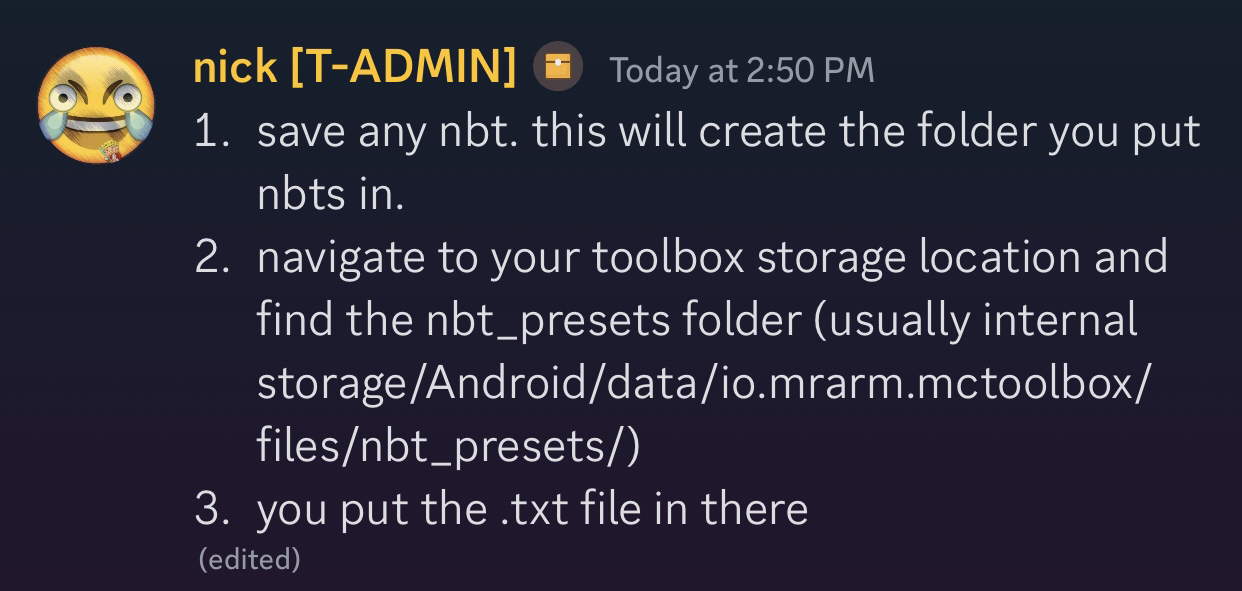 nick [T-ADMIN] Today at 2:50 PM
1. save any nbt. this will create the folder you put
nbts in.
2. navigate to your toolbox storage location and
find the nbt_presets folder (usually internal
storage/Android/data/io.mrarm.mctoolbox/
files/nbt_presets/)
3. you put the .txt file in there
(edited)